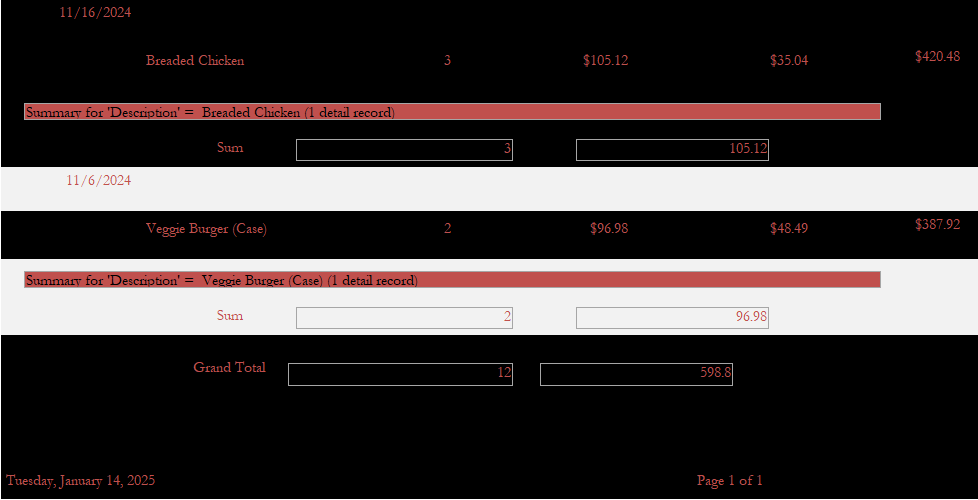 11/16/2024
Breaded Chicken 3 $105.12 $35.04 $420.48
Summary for 'Description' = Breaded Chicken (1 detail record)
Sum 3 105.12
11/6/2024
Veggie Burger (Case) 2 $96.98 $48.49 $387.92
Summary for 'Description' = Veggie Burger (Case) (1 detail record)
Sum 2 96.98
Grand Total 12 598.8
Tuesday, January 14, 2025 Page 1 of 1